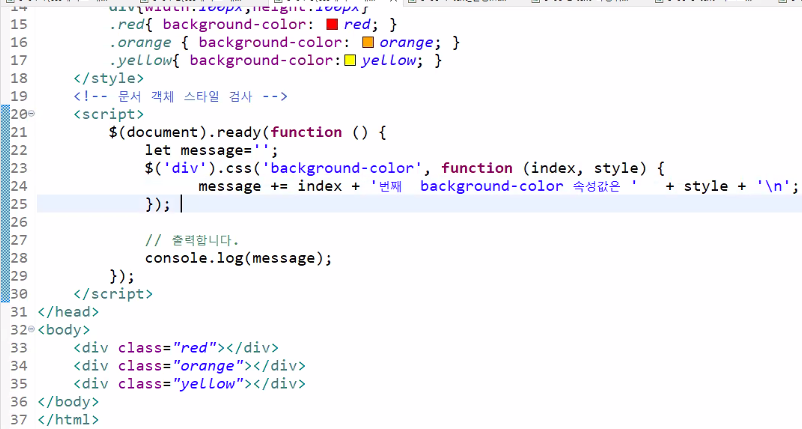 14 div{width:100px;height:100px}
15 .red{ background-color: red; }
16 .orange { background-color: orange; }
17 .yellow{ background-color: yellow; }
18 </style>
19 <!-- 문서 객체 스타일 검사 -->
20 <script>
21 $(document).ready(function () {
22 let message='';
23 $('div').css('background-color', function (index, style) {
24 message += index + '번째 background-color 속성값은 ' + style + '\n';
25 });
26
27 // 출력합니다.
28 console.log(message);
29 });
30 </script>
31 </head>
32 <body>
33 <div class="red"></div>
34 <div class="orange"></div>
35 <div class="yellow"></div>
36 </body>
37 </html>